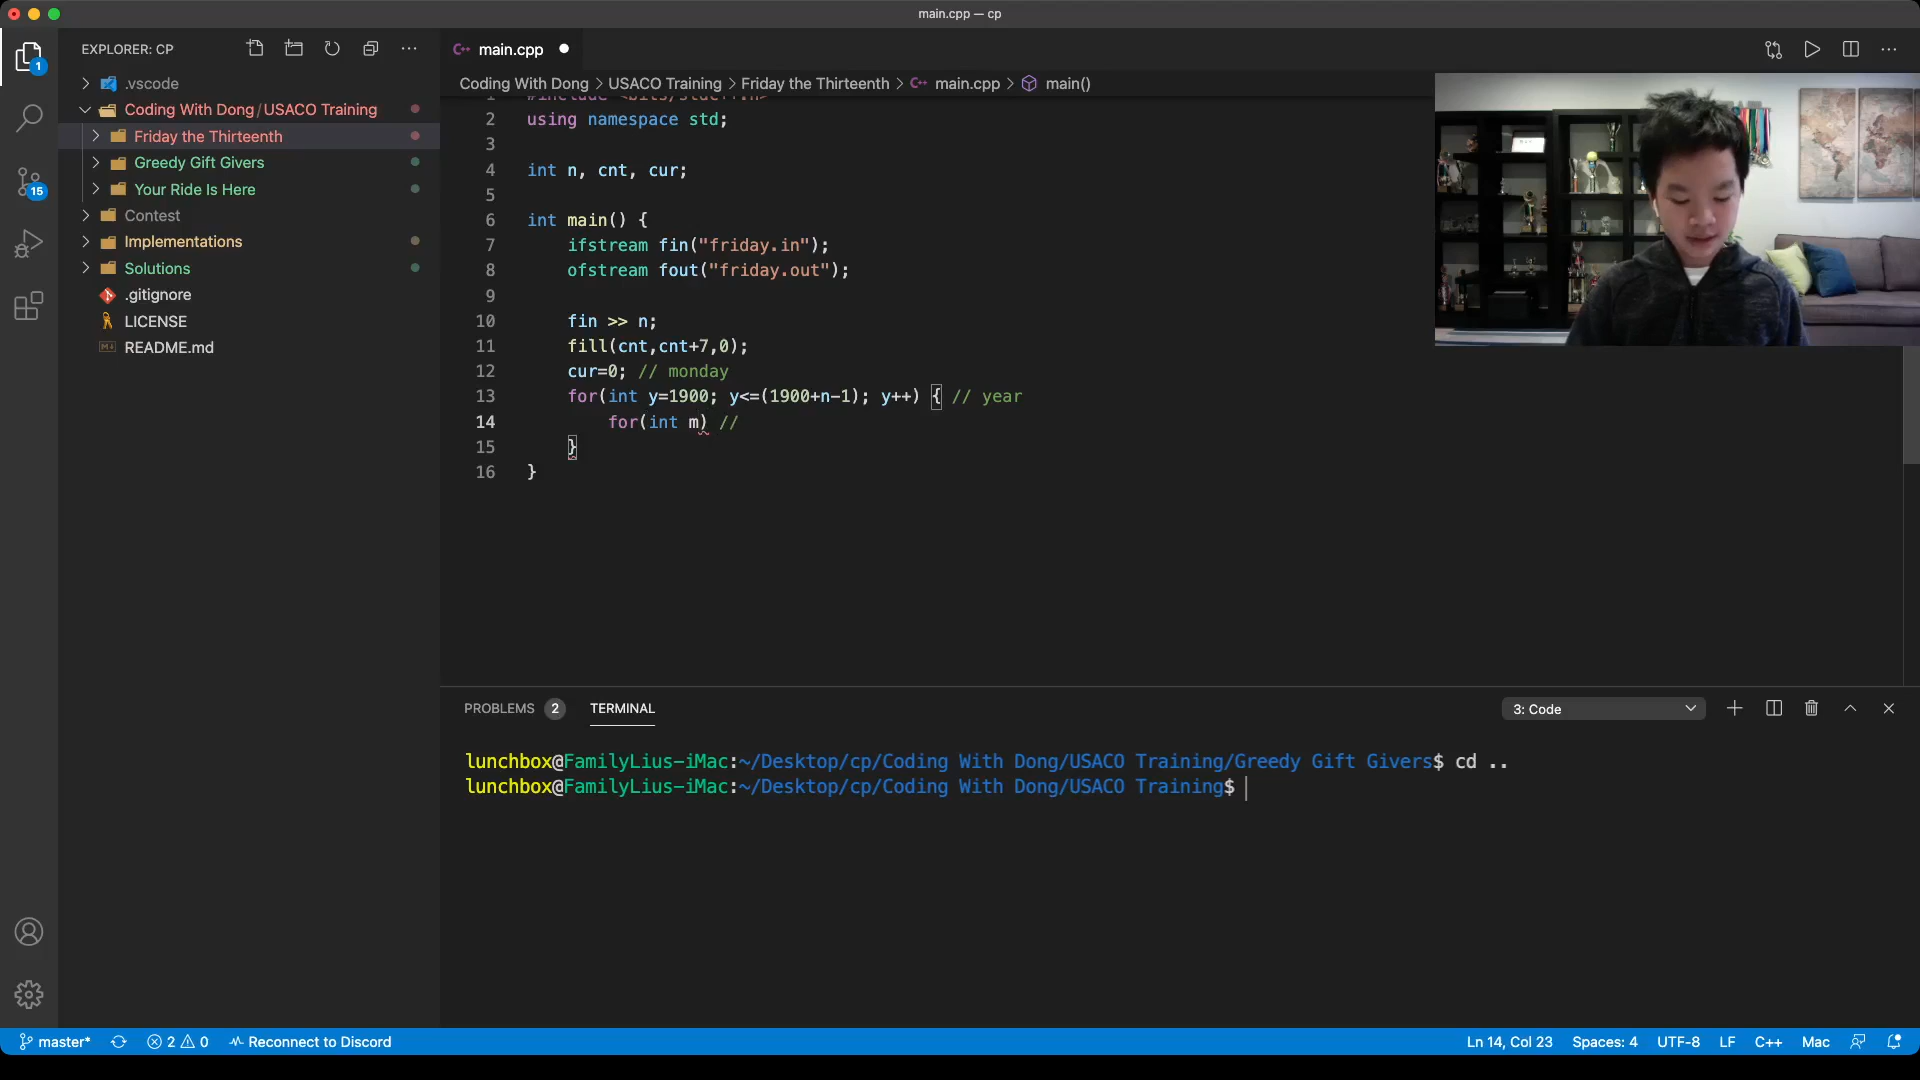 main.cpp — cp
EXPLORER: CP
main.cpp
.vscode
Coding With Dong / USACO Training
Friday the Thirteenth
Greedy Gift Givers
Your Ride Is Here
Contest
Implementations
Solutions
.gitignore
LICENSE
README.md
1
15
Coding With Dong > USACO Training > Friday the Thirteenth > main.cpp > main()
1 #include <bits/stdc++.h>
2 using namespace std;
3
4 int n, cnt, cur;
5
6 int main() {
7 ifstream fin("friday.in");
8 ofstream fout("friday.out");
9
10 fin >> n;
11 fill(cnt,cnt+7,0);
12 cur=0; // monday
13 for(int y=1900; y<=(1900+n-1); y++) { // year
14 for(int m) //
15 }
16 }
PROBLEMS 2 TERMINAL
3: Code
lunchbox@FamilyLius-iMac:~/Desktop/cp/Coding With Dong/USACO Training/Greedy Gift Givers$ cd ..
lunchbox@FamilyLius-iMac:~/Desktop/cp/Coding With Dong/USACO Training$
master* 2 0 Reconnect to Discord
Ln 14, Col 23 Spaces: 4 UTF-8 LF C++ Mac